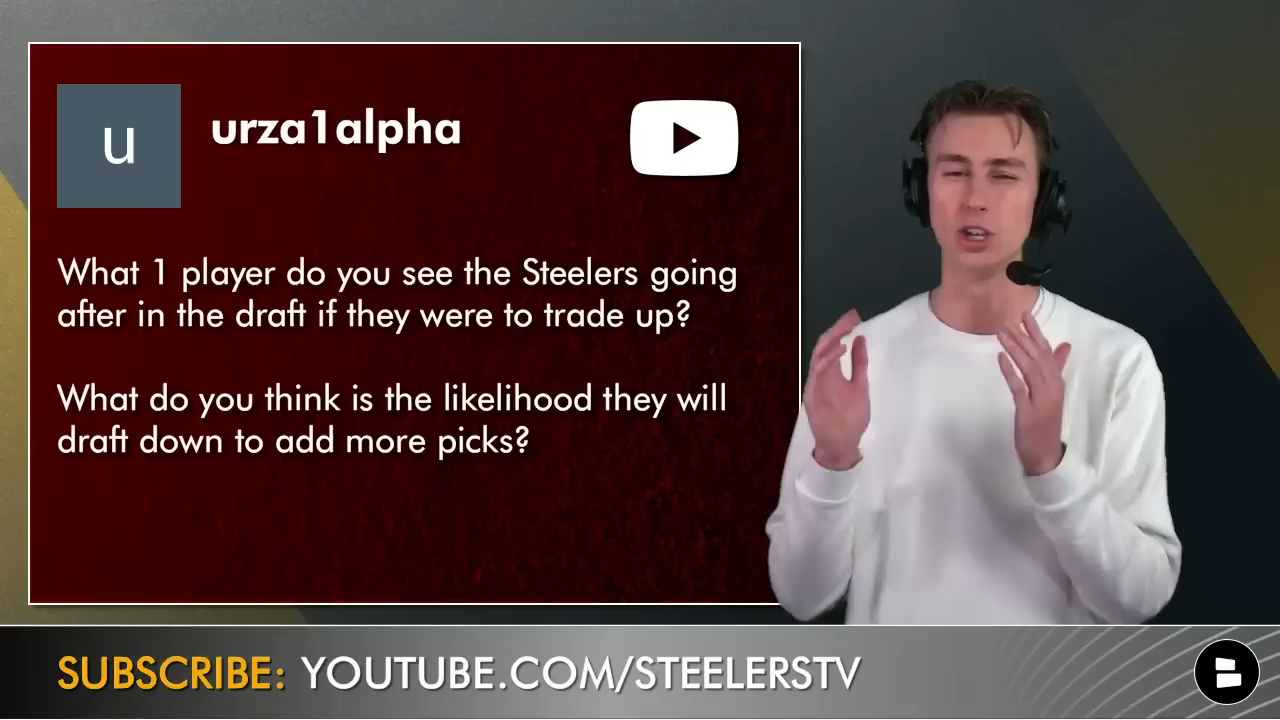 u
urza1alpha
What 1 player do you see the Steelers going
after in the draft if they were to trade up?
What do you think is the likelihood they will
draft down to add more picks?
SUBSCRIBE: YOUTUBE.COM/STEELERSTV